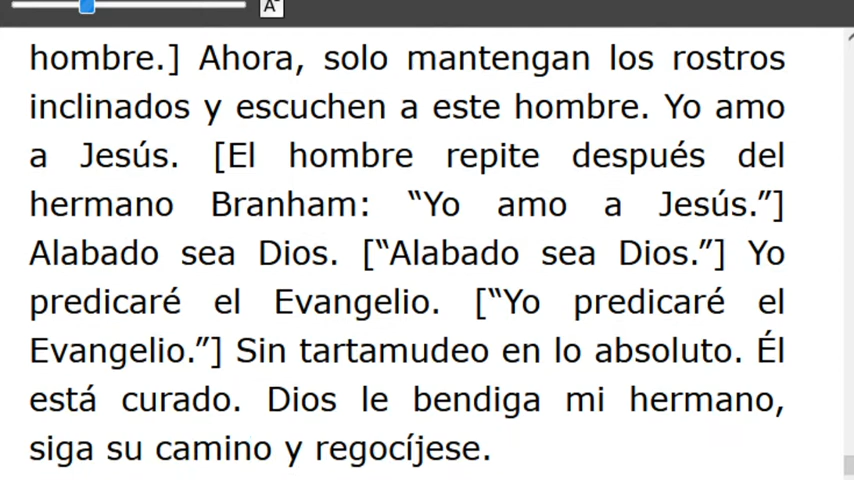 A
hombre.] Ahora, solo mantengan los rostros
inclinados y escuchen a este hombre. Yo amo
a Jesús. [El hombre repite después del
hermano Branham: “Yo amo a Jesús.”]
Alabado sea Dios. [“Alabado sea Dios.”] Yo
predicaré el Evangelio. [“Yo predicaré el
Evangelio.”] Sin tartamudeo en lo absoluto. Él
está curado. Dios le bendiga mi hermano,
siga su camino y regocíjese.